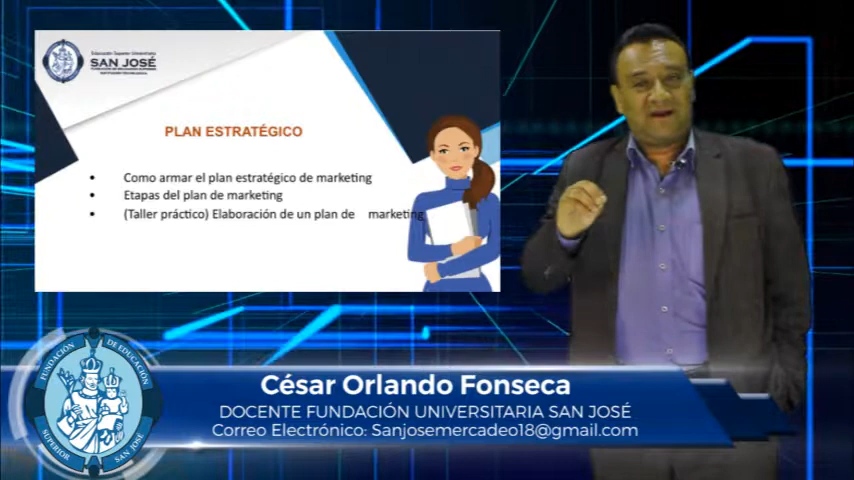 Educación Superior Universitaria
SAN JOSÉ
PLAN ESTRATÉGICO
• Como armar el plan estratégico de marketing
• Etapas del plan de marketing
• (Taller práctico) Elaboración de un plan de marketing
César Orlando Fonseca
DOCENTE FUNDACIÓN UNIVERSITARIA SAN JOSÉ
Correo Electrónico: Sanjosemercadeo18@gmail.com
FUNDACIÓN
DE EDUCACIÓN
SUPERIOR
SAN JOSÉ